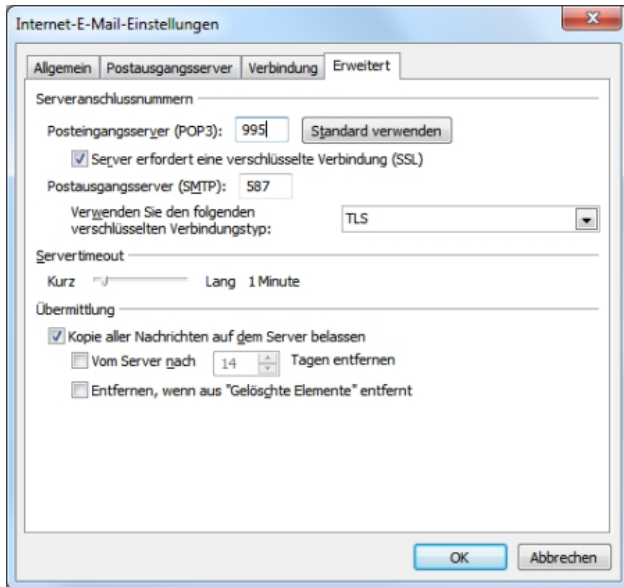 Internet-E-Mail-Einstellungen
Allgemein Postausgangsserver Verbindung Erweitert
Serveranschlussnummern
Posteingangsserver (POP3): 995 Standard verwenden
Server erfordert eine verschlüsselte Verbindung (SSL)
Postausgangsserver (SMTP): 587
Verwenden Sie den folgenden
verschlüsselten Verbindungstyp: TLS
Servertimeout
Kurz Lang 1 Minute
Übermittlung
Kopie aller Nachrichten auf dem Server belassen
Vom Server nach 14 Tagen entfernen
Entfernen, wenn aus "Gelöschte Elemente" entfernt
OK Abbrechen